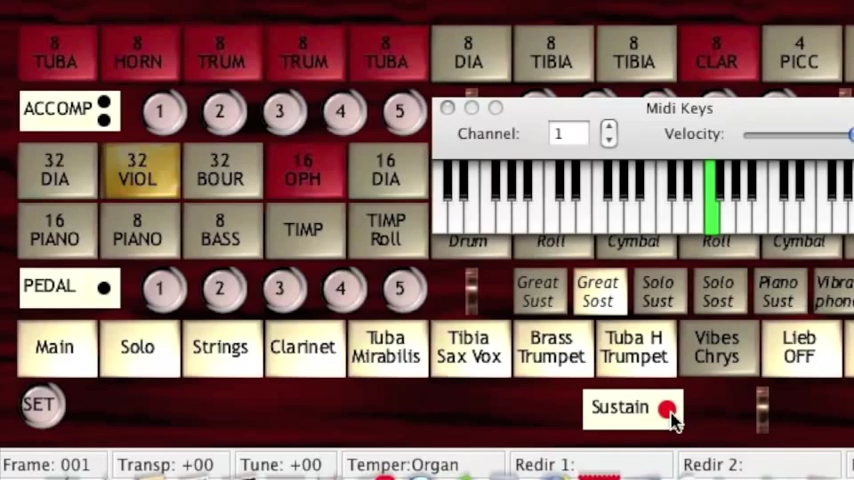 8 TUBA 8 HORN 8 TRUM 8 TRUM 8 TUBA 8 DIA 8 TIBIA 8 TIBIA 8 CLAR 4 PICC
ACCOMP 1 2 3 4 5
Midi Keys
Channel: 1 Velocity:
32 DIA 32 VIOL 32 BOUR 16 OPH 16 DIA
16 PIANO 8 PIANO 8 BASS TIMP TIMP Roll Drum Roll Cymbal Roll Cymbal
PEDAL 1 2 3 4 5 Great Sust Great Sost Solo Sust Solo Sost Piano Sust Vibra phone
Main Solo Strings Clarinet Tuba Mirabilis Tibia Sax Vox Brass Trumpet Tuba H Trumpet Vibes Chrys Lieb OFF
SET Sustain
Frame: 001 Transp: +00 Tune: +00 Temper:Organ Redir 1: Redir 2: